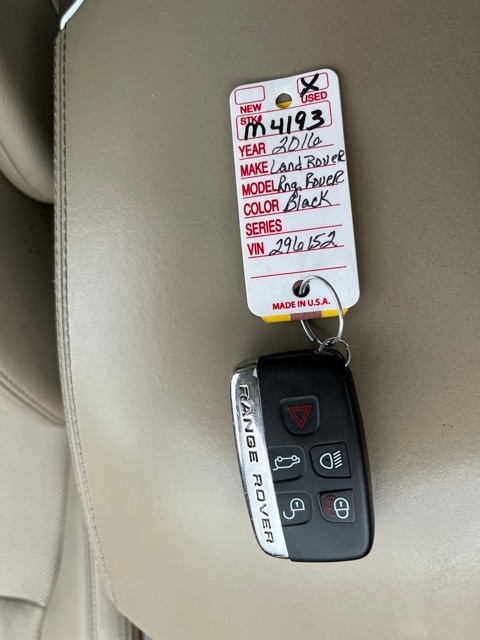 X
NEW USED
STK# M4193
YEAR 2016
MAKE Land Rover
MODEL Rng. Rover
COLOR Black
SERIES
VIN 296152
MADE IN U.S.A.
RANGE ROVER